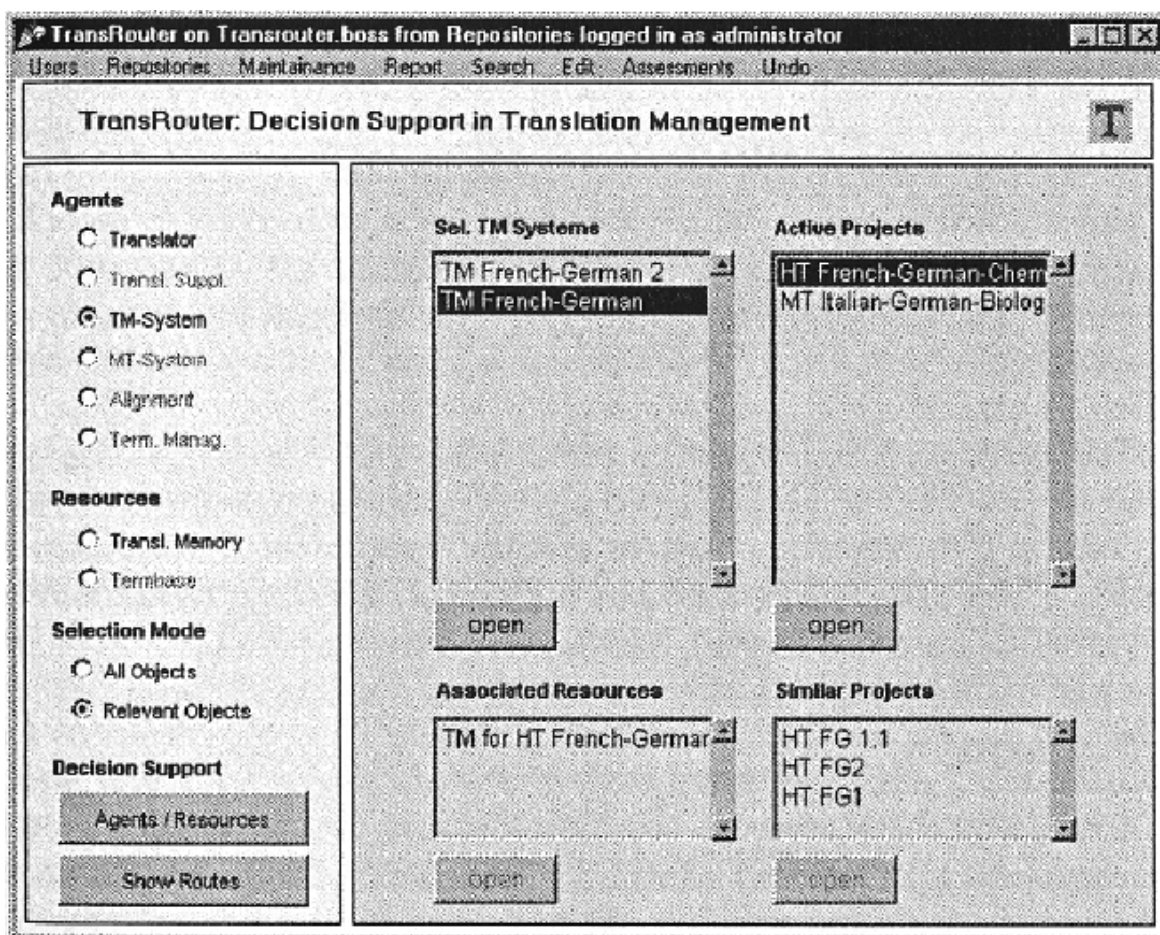 TransRouter on Transrouter.boss from Repositories logged in as administrator
Users Repositories Maintainance Report Search Edit Assessments Undo
TransRouter: Decision Support in Translation Management
T
Agents
Translator
Transl. Suppl.
TM-System
MT-System
Alignment
Term. Manag.
Resources
Transl. Memory
Termbase
Selection Mode
All Objects
Relevant Objects
Decision Support
Agents / Resources
Show Routes
Sel. TM Systems
TM French-German 2
TM French-German
open
Active Projects
HT French-German-Chem
MT Italian-German-Biolog
open
Associated Resources
TM for HT French-German
open
Similar Projects
HT FG 1.1
HT FG2
HT FG1
open